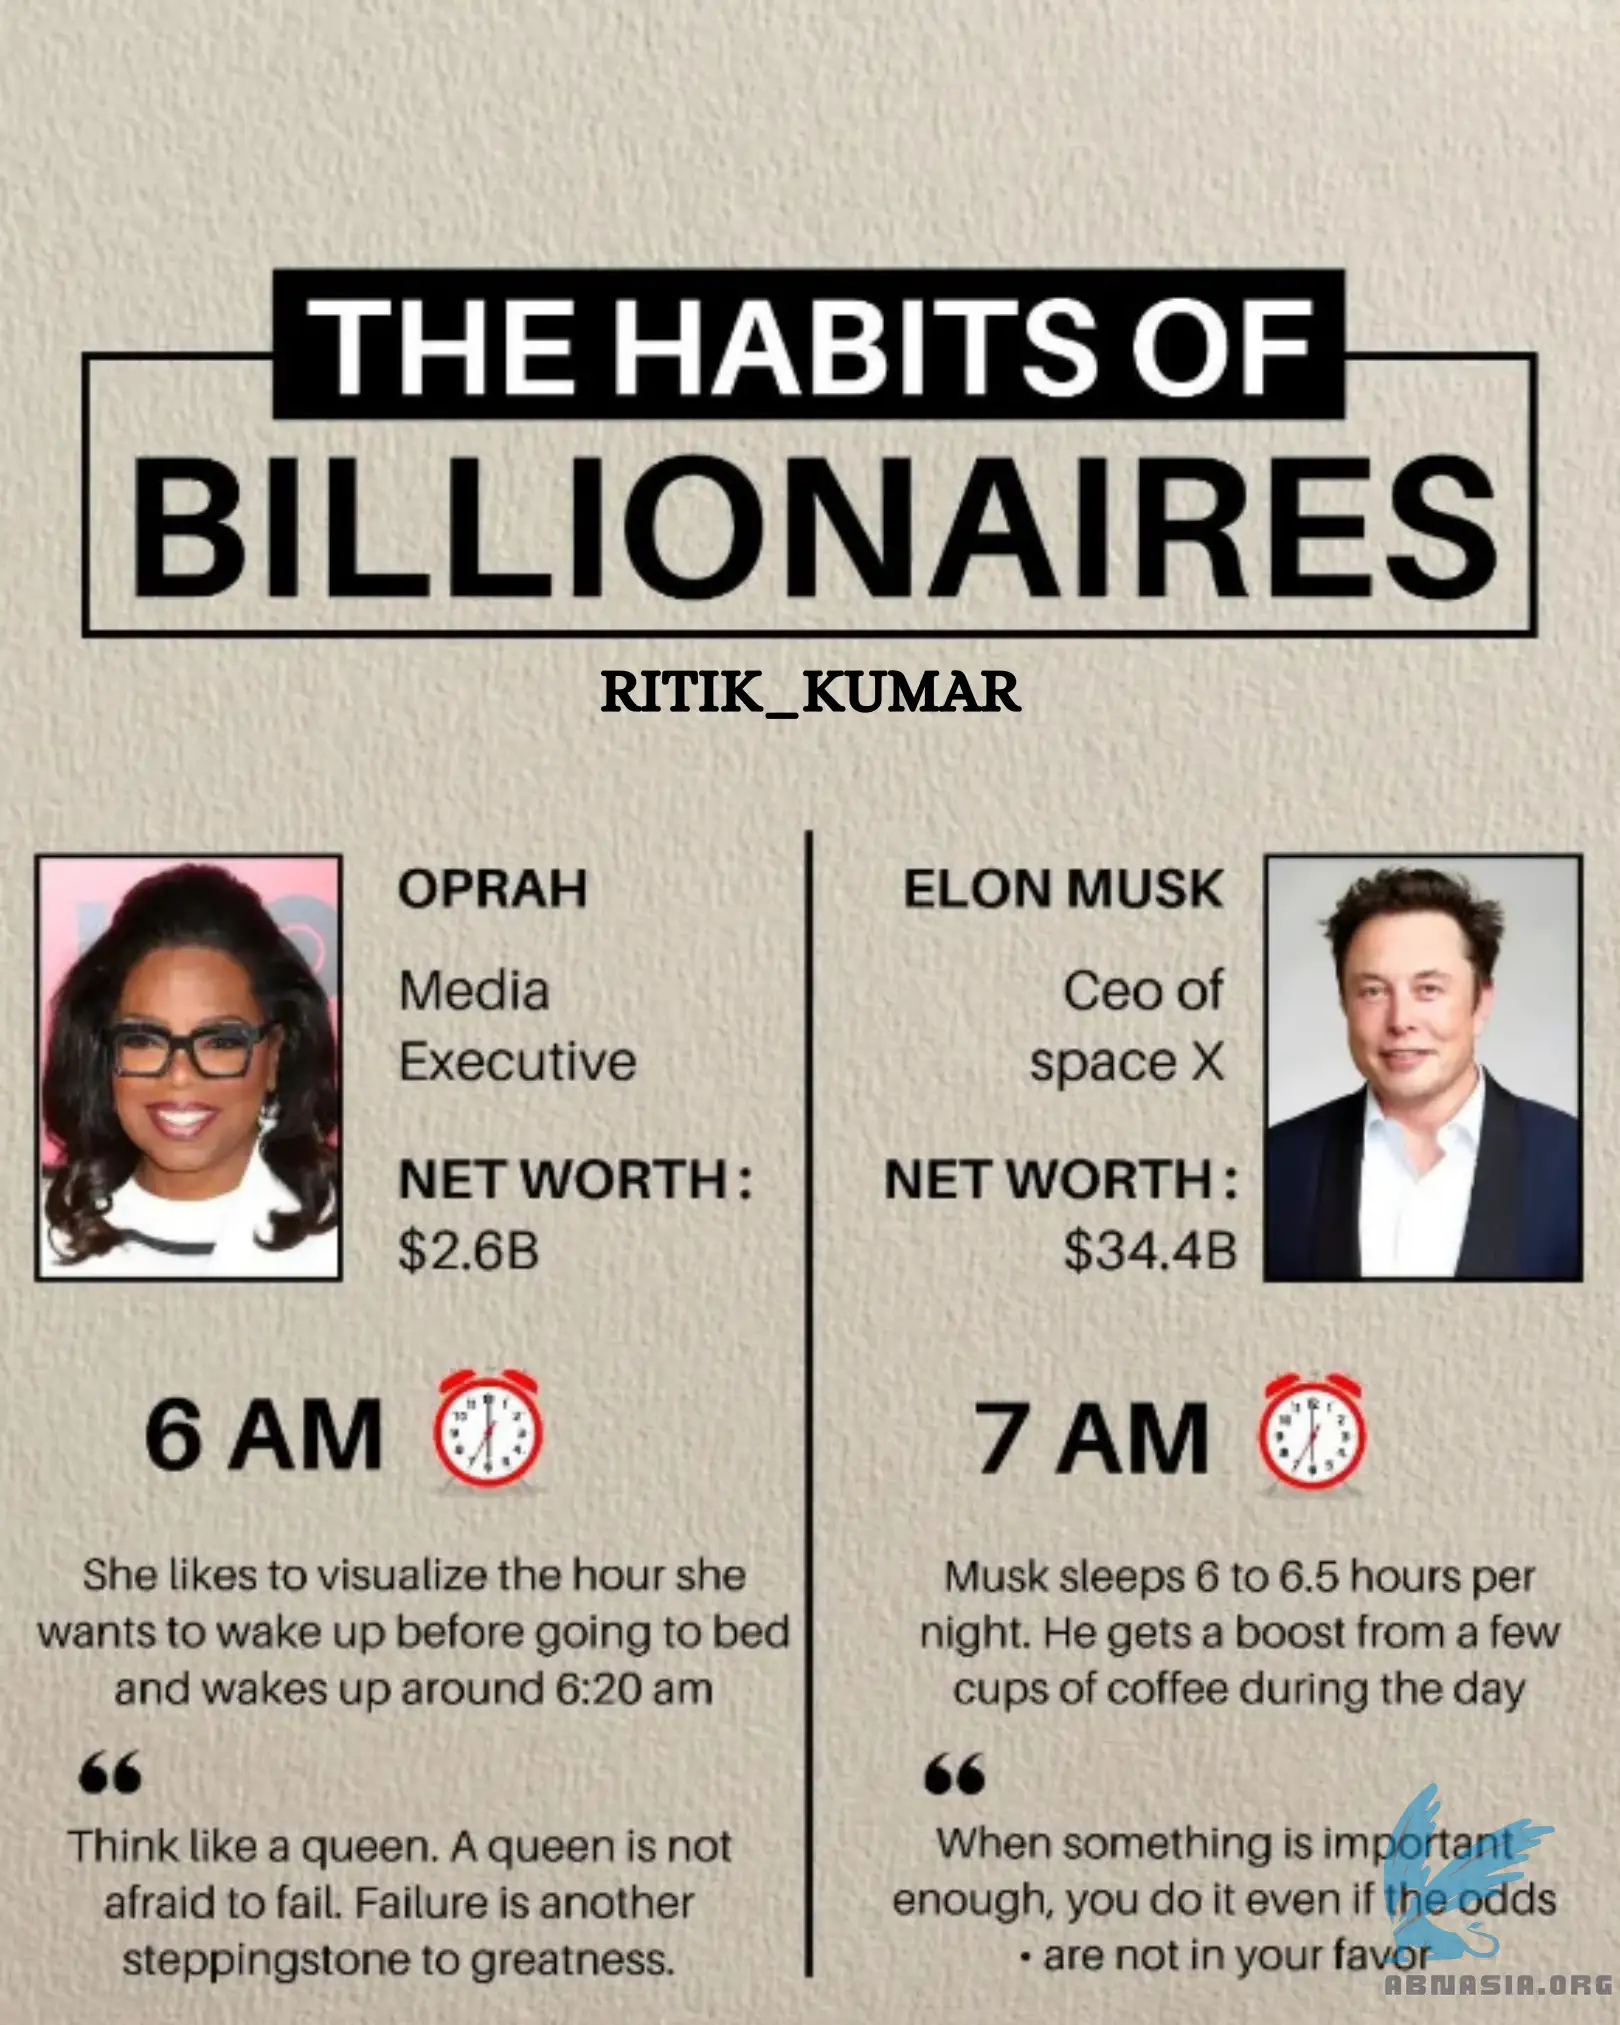 THE HABITS OF
BILLIONAIRES
RITIK_KUMAR
OPRAH
Media
Executive
NET WORTH :
$2.6B
6 AM
She likes to visualize the hour she
wants to wake up before going to bed
and wakes up around 6:20 am
“
Think like a queen. A queen is not
afraid to fail. Failure is another
steppingstone to greatness.
ELON MUSK
Ceo of
space X
NET WORTH :
$34.4B
7 AM
Musk sleeps 6 to 6.5 hours per
night. He gets a boost from a few
cups of coffee during the day
“
When something is important
enough, you do it even if the odds
• are not in your favor
ABNASIA.ORG